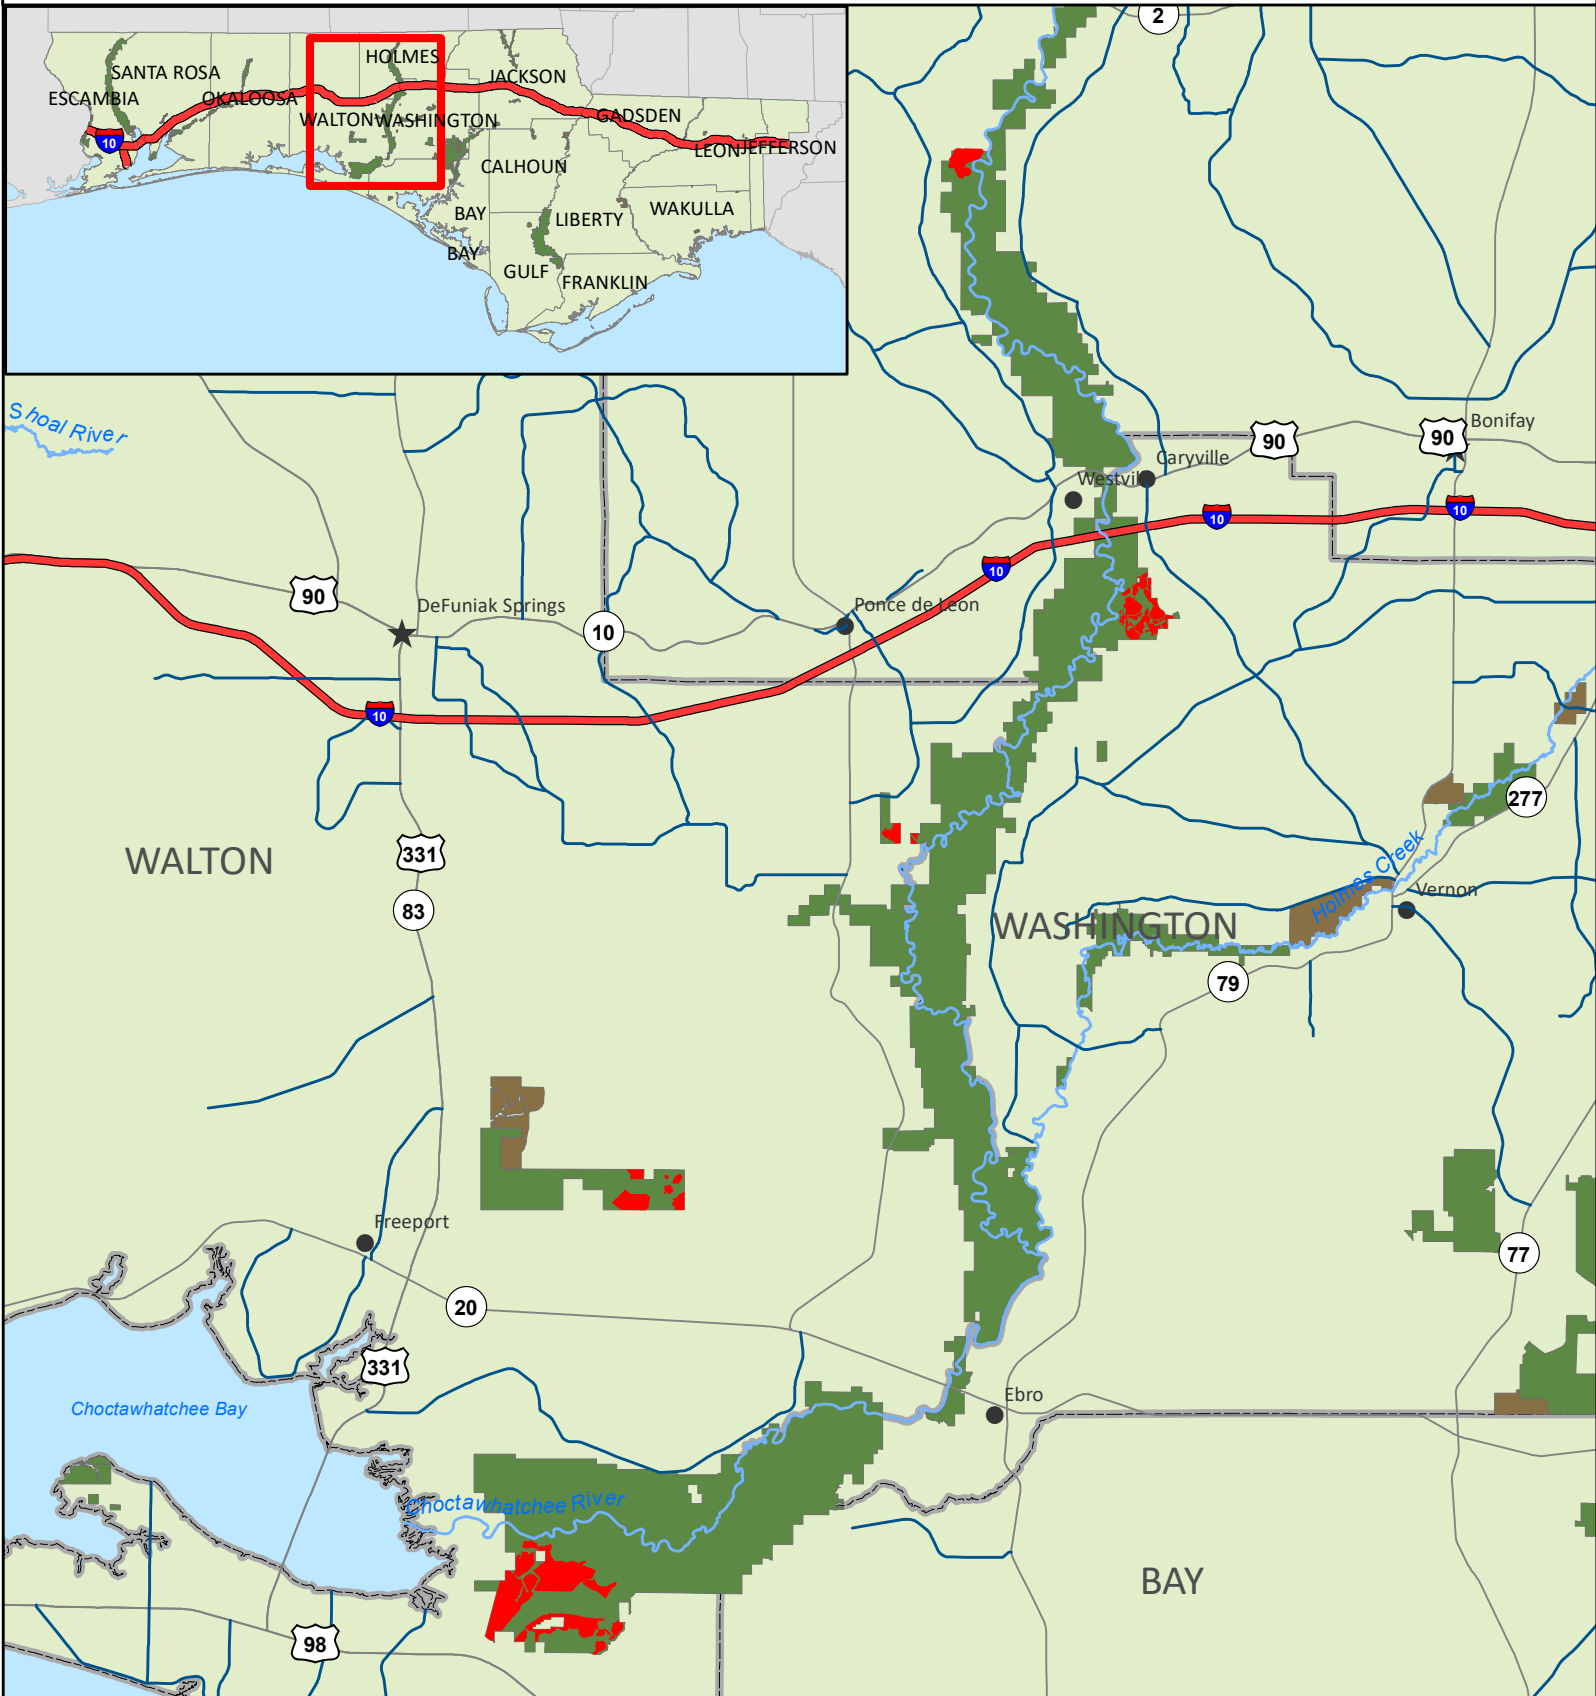 HOLMES
SANTA ROSA
JACKSON
ESCAMBIA
OKALOOSA
GADSDEN
WALTON
WASHINGTON
10
LEON
JEFFERSON
CALHOUN
BAY
LIBERTY
WAKULLA
BAY
GULF
FRANKLIN
2
Shoal River
90
90
Bonifay
Caryville
Westvil
10
10
10
90
DeFuniak Springs
10
Ponce de Leon
10
277
331
WALTON
Holmes Creek
Vernon
83
WASHINGTON
79
Freeport
77
20
331
Ebro
Choctawhatchee Bay
Choctawhatchee River
BAY
98